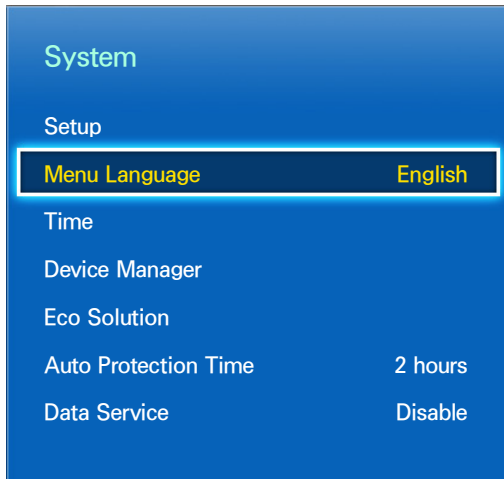 System
Setup
Menu Language English
Time
Device Manager
Eco Solution
Auto Protection Time 2 hours
Data Service Disable